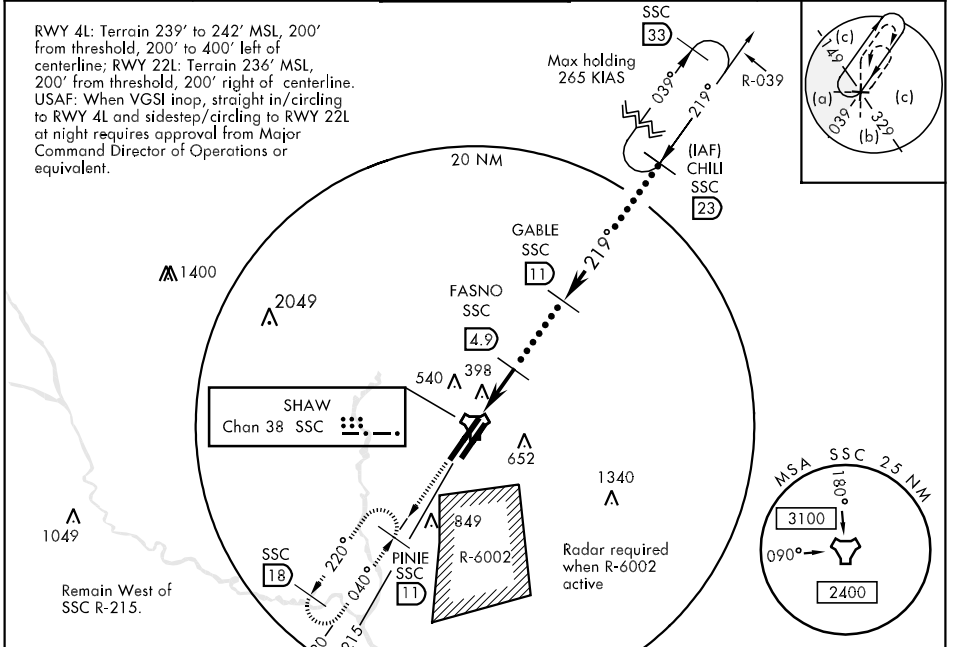 RWY 4L: Terrain 239' to 242' MSL, 200'
from threshold, 200' to 400' left of
centerline; RWY 22L: Terrain 236' MSL,
200' from threshold, 200' right of centerline.
USAF: When VGSI inop, straight in/circling
to RWY 4L and sidestep/circling to RWY 22L
at night requires approval from Major
Command Director of Operations or
equivalent.
SSC
33
Max holding
265 KIAS
039°
219°
R-039
(IAF)
CHILI
SSC
23
(c)
(a)
(c)
(b)
039
329
20 NM
219°
GABLE
SSC
11
FASNO
SSC
4.9
1400
2049
540
398
SHAW
Chan 38 SSC
652
1340
1049
849
R-6002
Radar required
when R-6002
active
SSC
18
220°
040°
PINIE
SSC
11
215
Remain West of
SSC R-215.
MSA SSC 25 NM
180°
3100
090°
2400